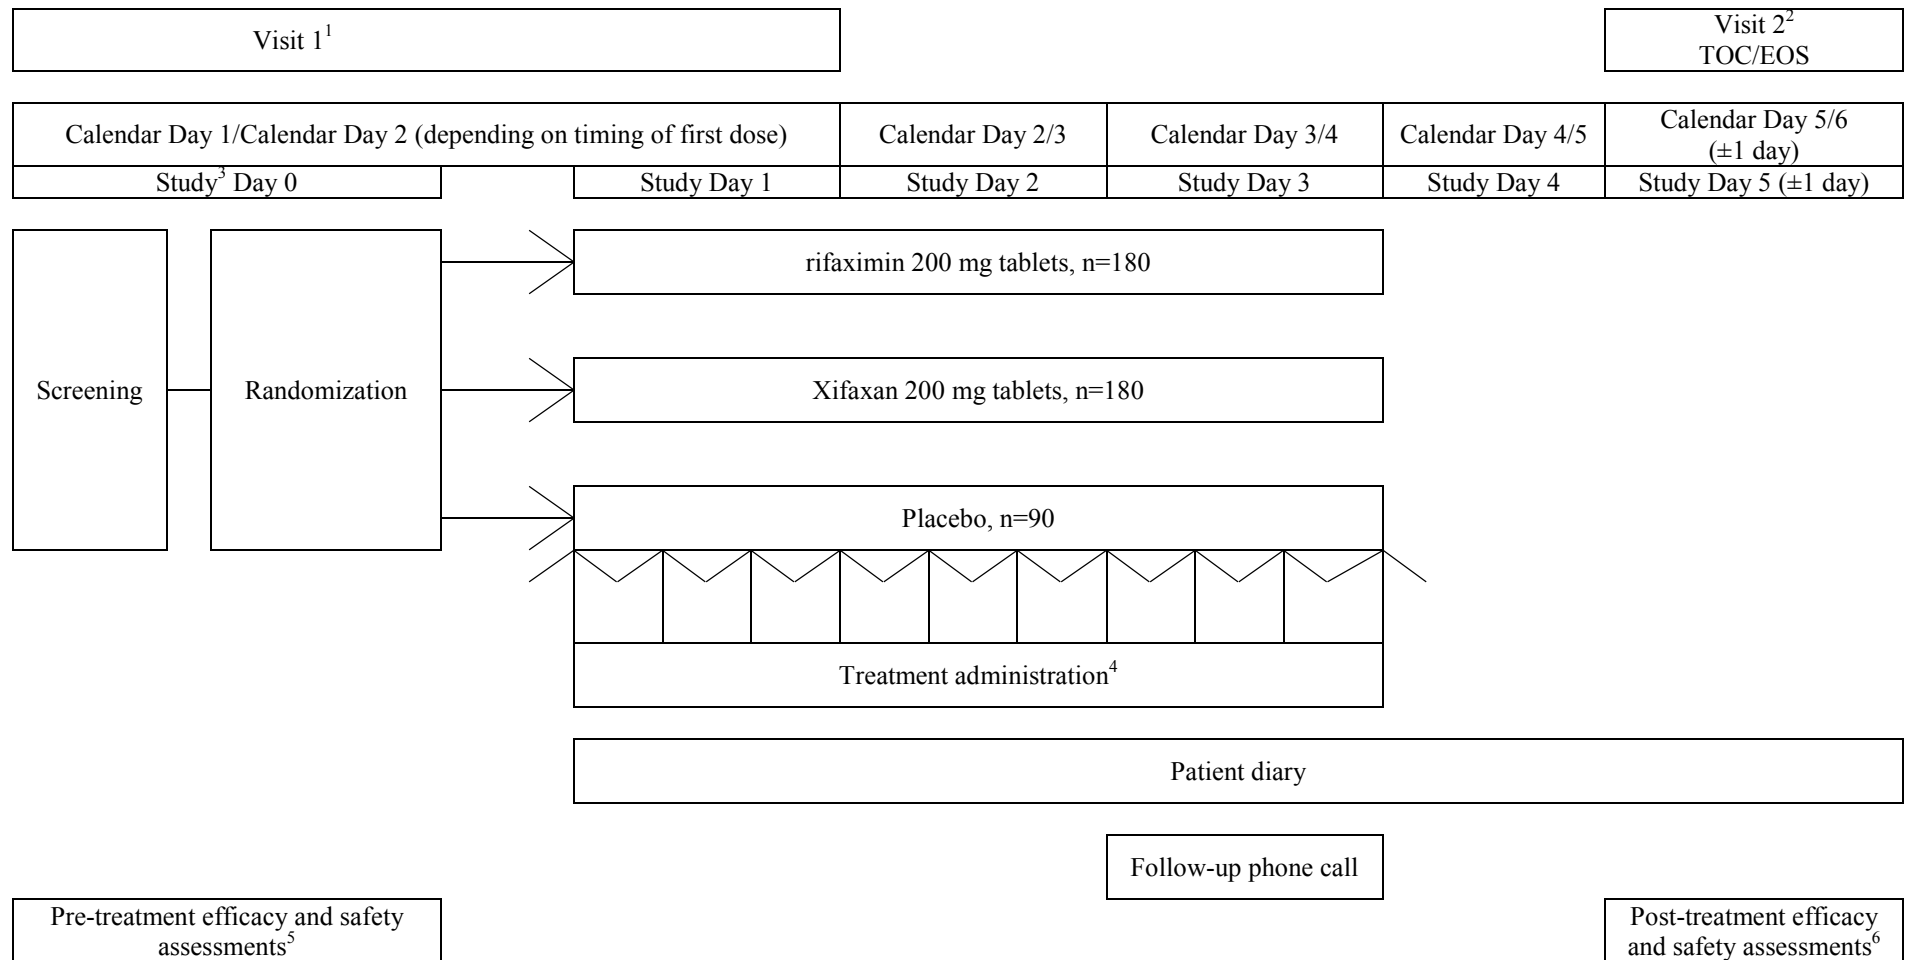 Visit 1¹
Visit 2²
TOC/EOS
Calendar Day 1/Calendar Day 2 (depending on timing of first dose)
Calendar Day 2/3
Calendar Day 3/4
Calendar Day 4/5
Calendar Day 5/6
(±1 day)
Study³ Day 0
Study Day 1
Study Day 2
Study Day 3
Study Day 4
Study Day 5 (±1 day)
Screening
Randomization
rifaximin 200 mg tablets, n=180
Xifaxan 200 mg tablets, n=180
Placebo, n=90
Treatment administration⁴
Patient diary
Follow-up phone call
Pre-treatment efficacy and safety
assessments⁵
Post-treatment efficacy
and safety assessments⁶